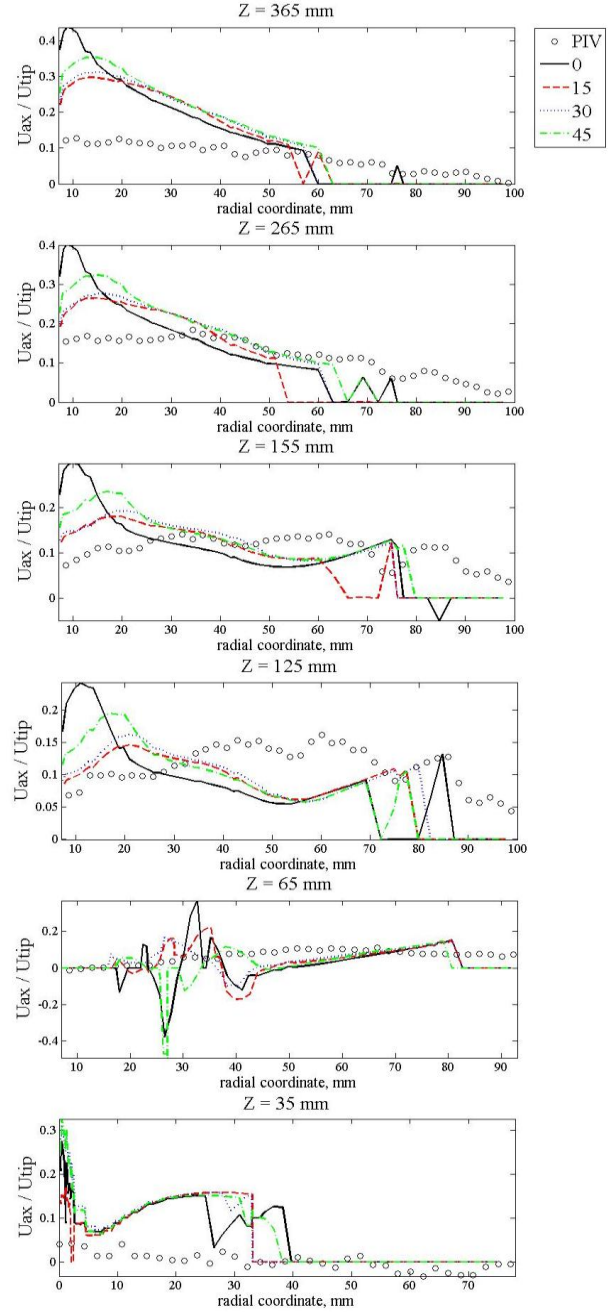 Z = 365 mm
PIV
0
15
30
45
0.4
0.3
0.2
0.1
0
Uax / Utip
10 20 30 40 50 60 70 80 90 100
radial coordinate, mm
Z = 265 mm
0.4
0.3
0.2
0.1
0
Uax / Utip
10 20 30 40 50 60 70 80 90 100
radial coordinate, mm
Z = 155 mm
0.2
0.1
0
Uax / Utip
10 20 30 40 50 60 70 80 90 100
radial coordinate, mm
Z = 125 mm
0.2
0.15
0.1
0.05
0
Uax / Utip
10 20 30 40 50 60 70 80 90 100
radial coordinate, mm
Z = 65 mm
0.2
0
-0.2
-0.4
Uax / Utip
10 20 30 40 50 60 70 80 90
radial coordinate, mm
Z = 35 mm
0.3
0.2
0.1
0
Uax / Utip
0 10 20 30 40 50 60 70
radial coordinate, mm